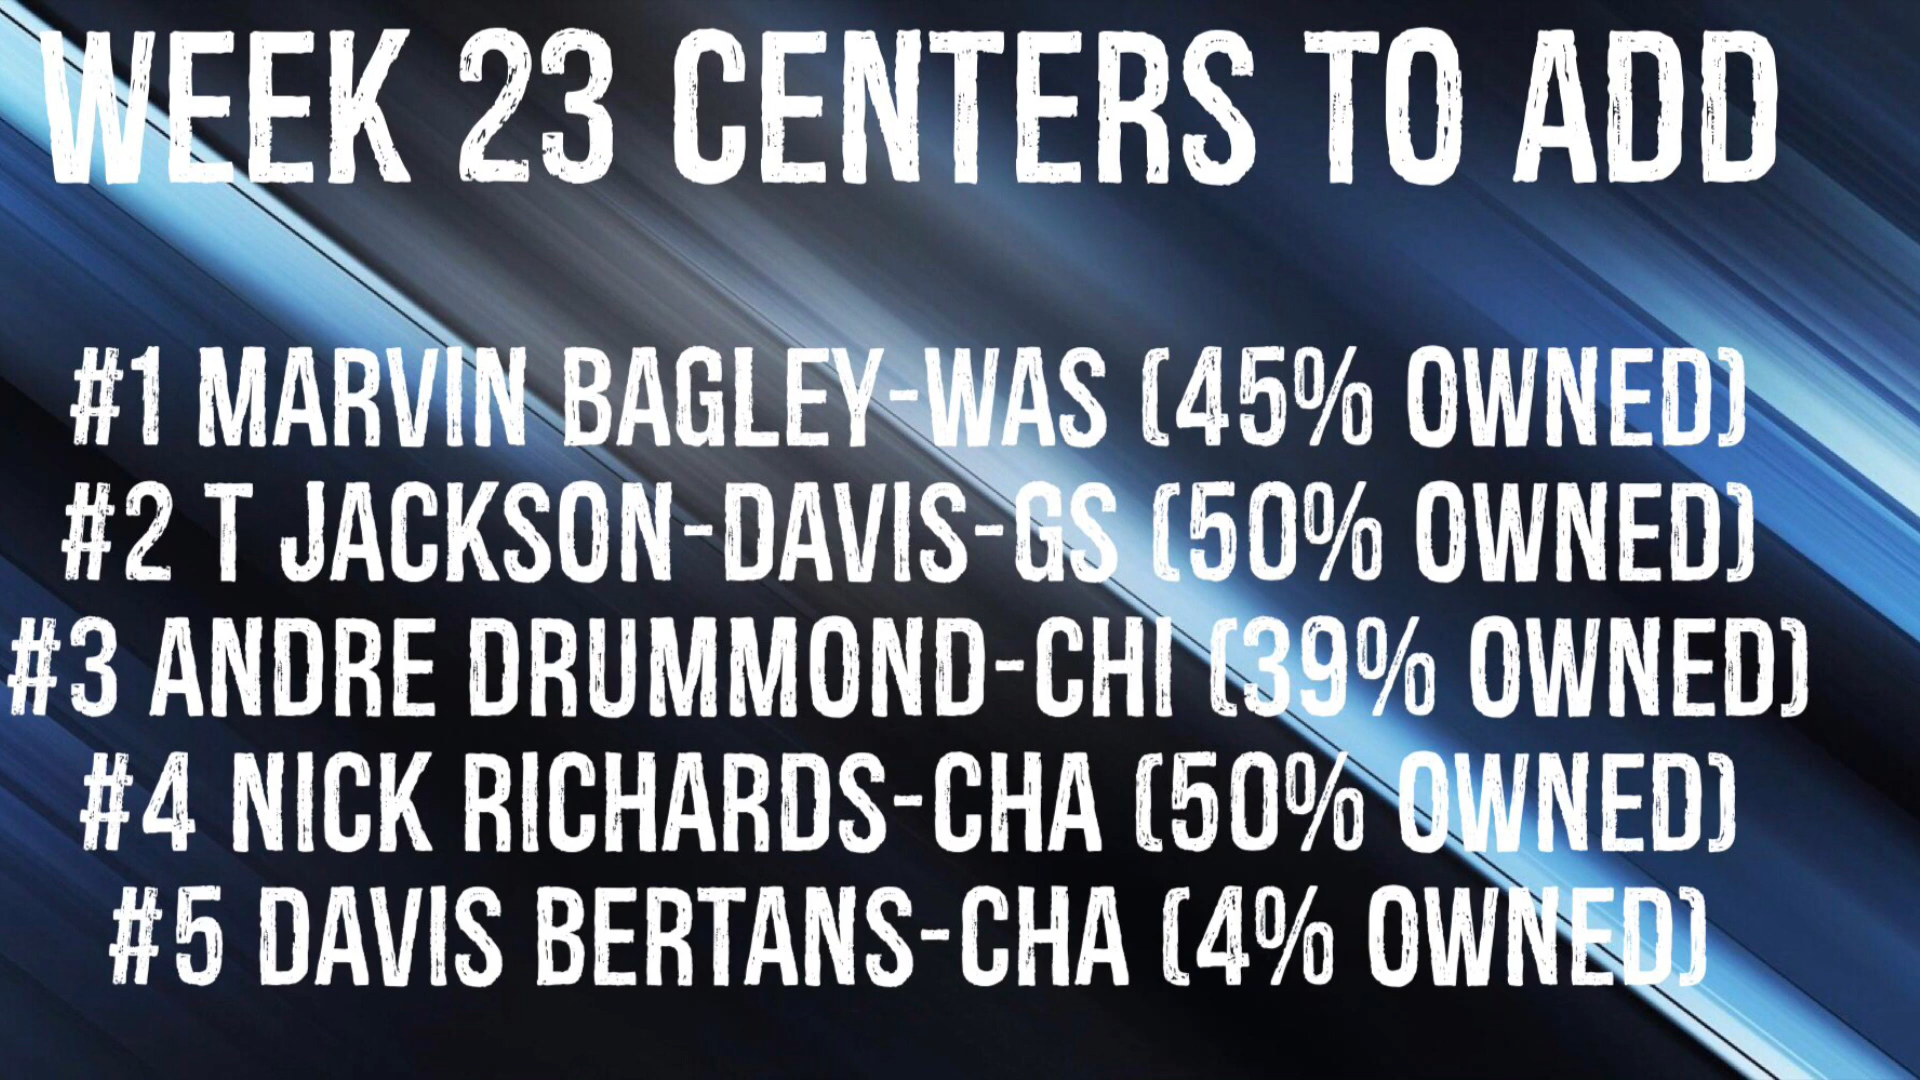 WEEK 23 CENTERS TO ADD
#1 MARVIN BAGLEY-WAS (45% OWNED)
#2 T JACKSON-DAVIS-GS (50% OWNED)
#3 ANDRE DRUMMOND-CHI (39% OWNED)
#4 NICK RICHARDS-CHA (50% OWNED)
#5 DAVIS BERTANS-CHA (4% OWNED)